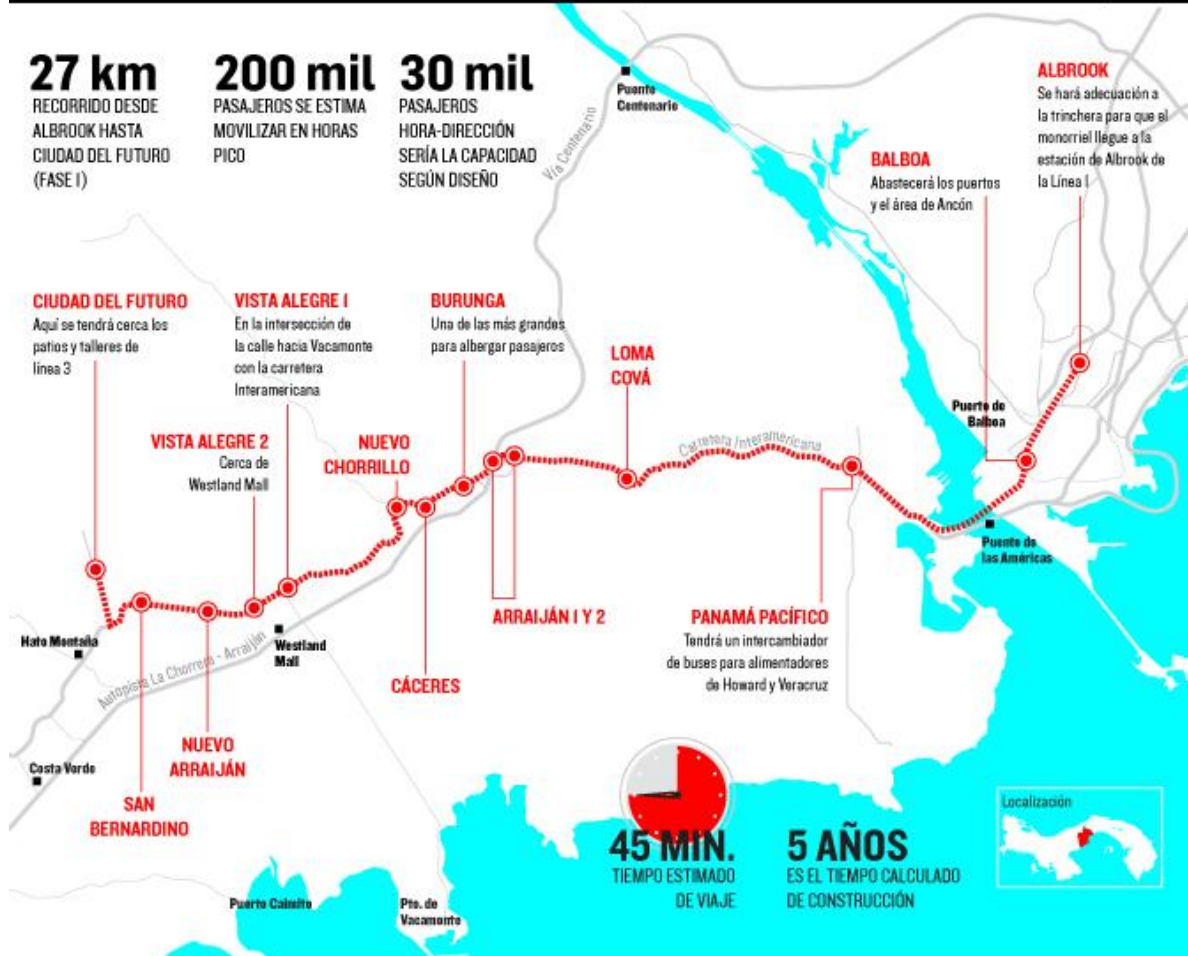 27 km
RECORRIDO DESDE
ALBROOK HASTA
CIUDAD DEL FUTURO
(FASE I)
200 mil
PASAJEROS SE ESTIMA
MOVILIZAR EN HORAS
PICO
30 mil
PASAJEROS
HORA-DIRECCIÓN
SERÍA LA CAPACIDAD
SEGÚN DISEÑO
Puente
Centenario
Vía Centenario
ALBROOK
Se hará adecuación a
la trinchera para que el
monorriel llegue a la
estación de Albrook de
la Línea I
BALBOA
Abastecerá los puertos
y el área de Ancón
CIUDAD DEL FUTURO
Aquí se tendrá cerca los
patios y talleres de
línea 3
VISTA ALEGRE I
En la intersección de
la calle hacia Vacamonte
con la carretera
Interamericana
BURUNGA
Una de las más grandes
para albergar pasajeros
LOMA
COVÁ
VISTA ALEGRE 2
Cerca de
Westland Mall
NUEVO
CHORRILLO
Carretera Interamericana
Puerto de
Balboa
Puente de
las Américas
Hato Montaña
Autopista La Chorrera - Arraiján
Westland
Mall
CÁCERES
ARRAIJÁN I Y 2
PANAMÁ PACÍFICO
Tendrá un intercambiador
de buses para alimentadores
de Howard y Veracruz
NUEVO
ARRAIJÁN
Costa Verde
SAN
BERNARDINO
45 MIN.
TIEMPO ESTIMADO
DE VIAJE
5 AÑOS
ES EL TIEMPO CALCULADO
DE CONSTRUCCIÓN
Localización
Puerto Caimito
Pto. de
Vacamonte